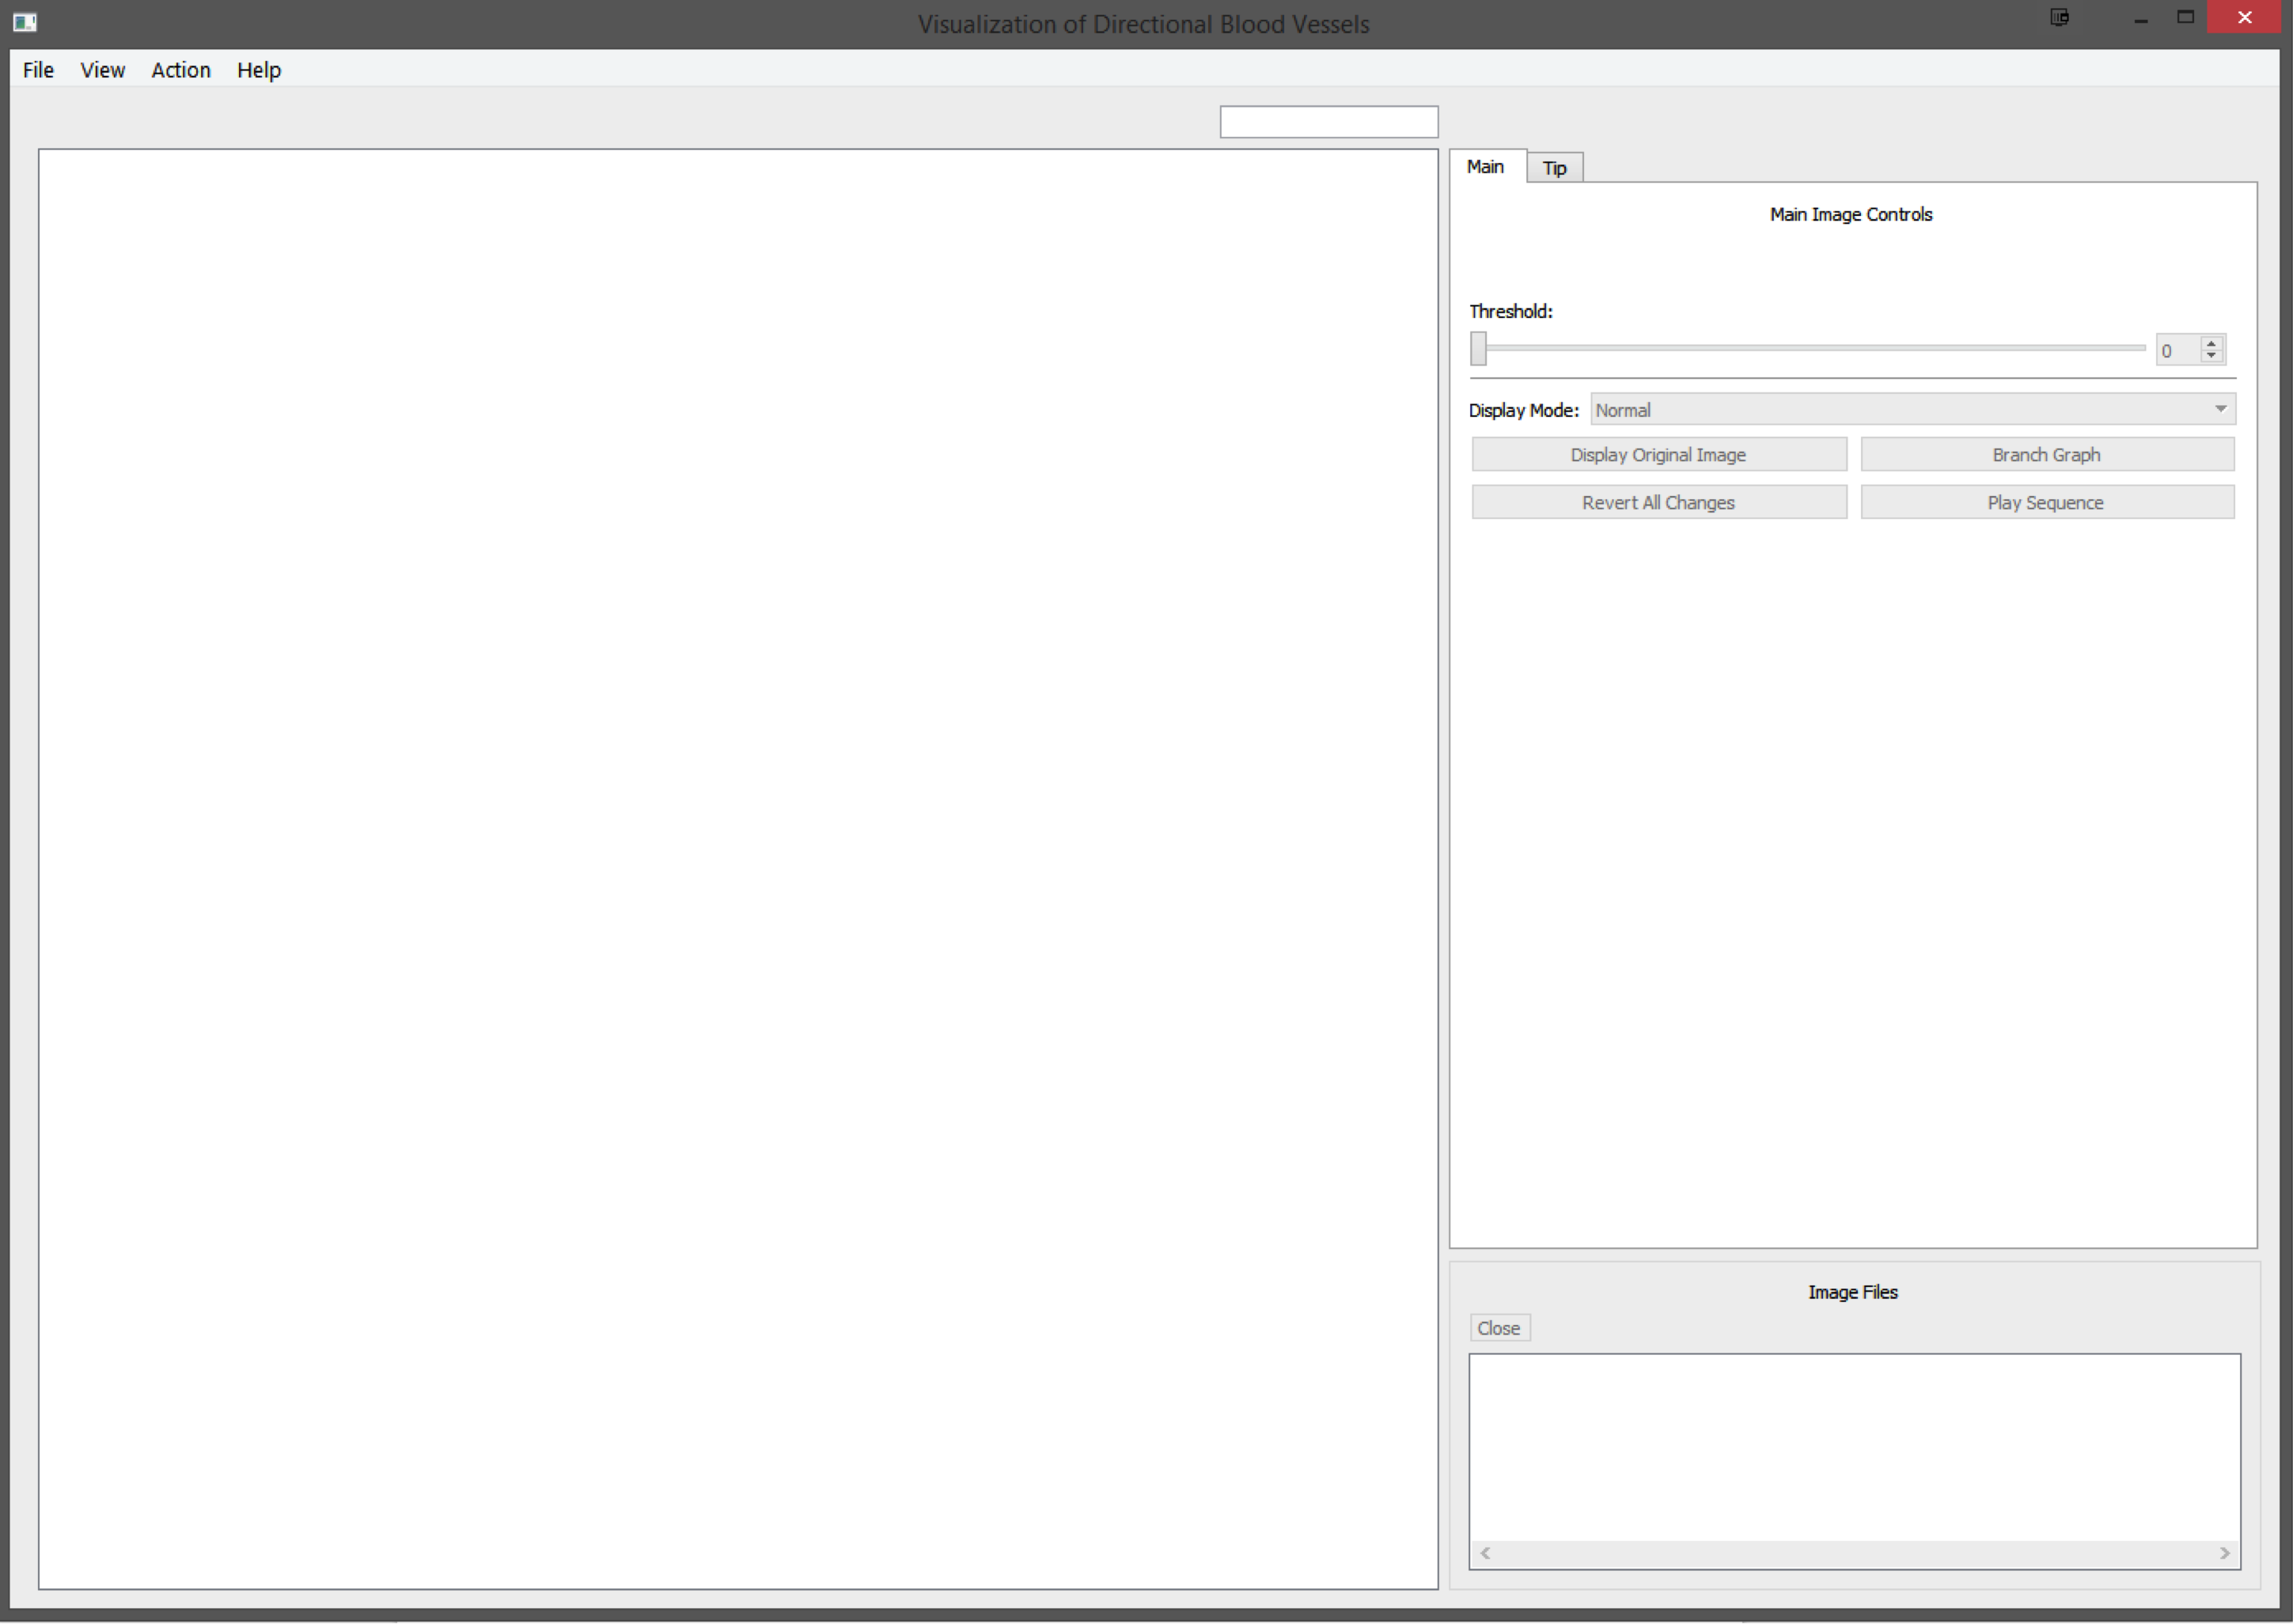 Visualization of Directional Blood Vessels
File View Action Help
Main Tip
Main Image Controls
Threshold:
0
Display Mode: Normal
Display Original Image Branch Graph
Revert All Changes Play Sequence
Image Files
Close